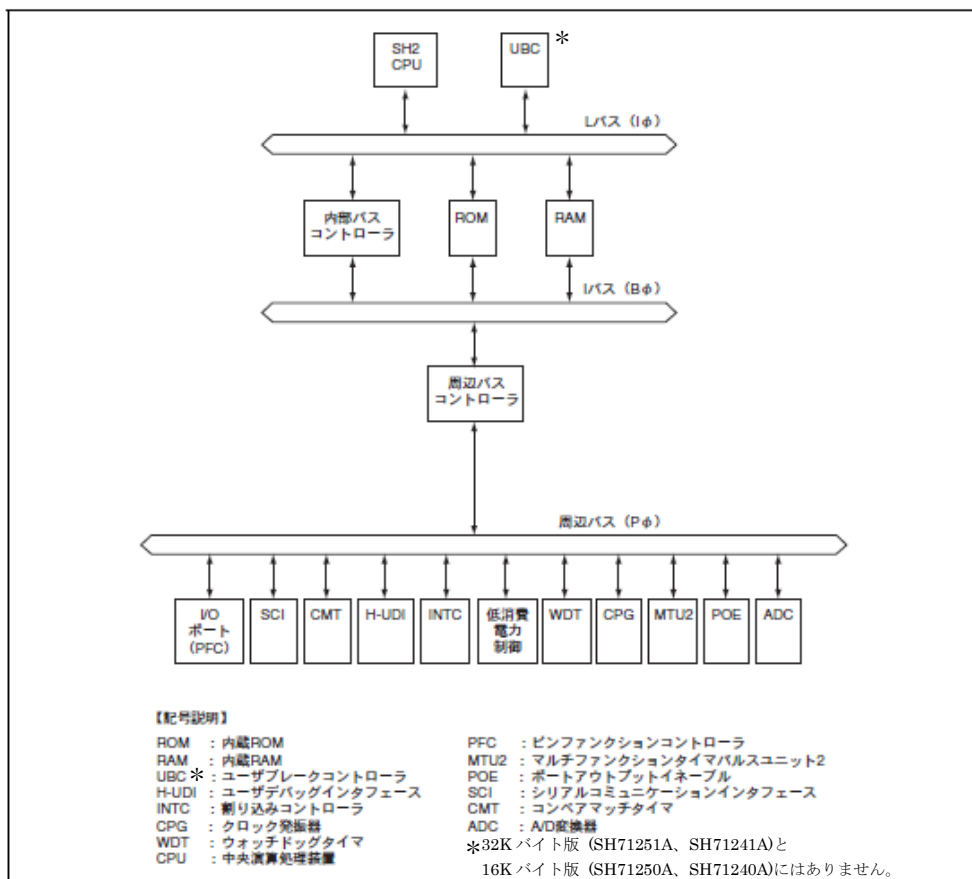 SH2
CPU
UBC
*
Lバス（Iφ）
内部バス
コントローラ
ROM
RAM
Iバス（Bφ）
周辺バス
コントローラ
周辺バス（Pφ）
I/O
ポート
(PFC)
SCI
CMT
H-UDI
INTC
低消費
電力
制御
WDT
CPG
MTU2
POE
ADC
【記号説明】
ROM : 内蔵ROM
RAM : 内蔵RAM
UBC * : ユーザブレークコントローラ
H-UDI : ユーザデバッグインタフェース
INTC : 割り込みコントローラ
CPG : クロック発振器
WDT : ウォッチドッグタイマ
CPU : 中央演算処理装置
PFC : ピンファンクションコントローラ
MTU2 : マルチファンクションタイマパルスユニット2
POE : ポートアウトプットイネーブル
SCI : シリアルコミュニケーションインタフェース
CMT : コンペアマッチタイマ
ADC : A/D変換器
*32K バイト版 (SH71251A、SH71241A)と
16K バイト版 (SH71250A、SH71240A)にはありません。